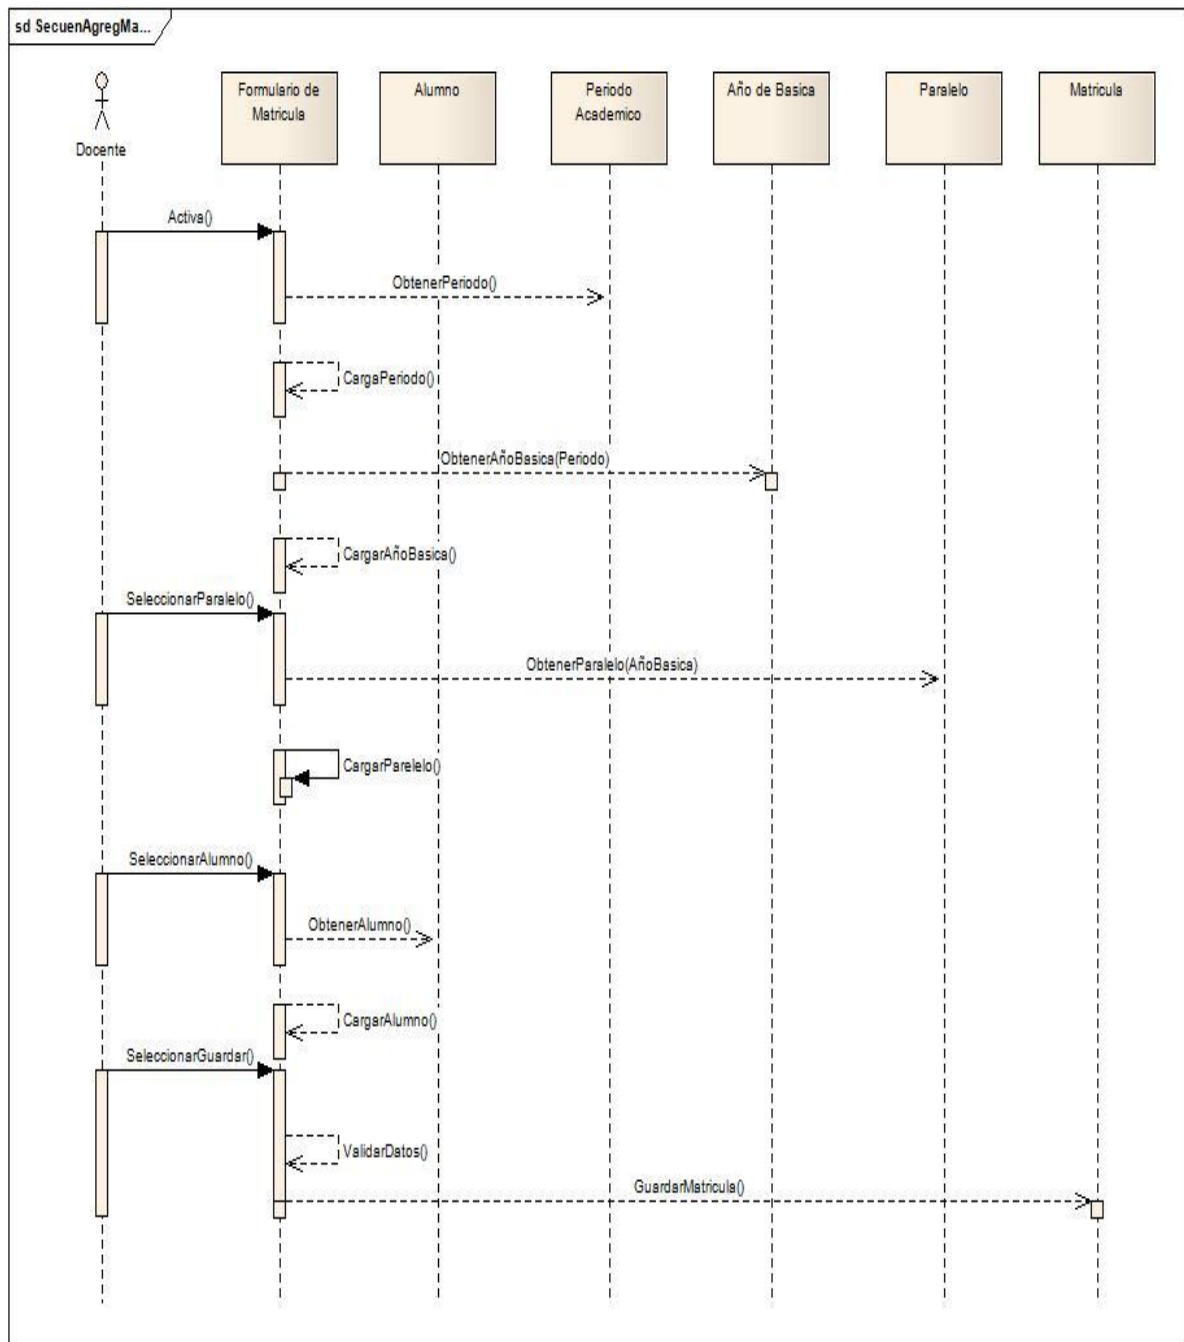 sd SecuenAgregMa...
Docente
Formulario de
Matricula
Alumno
Periodo
Academico
Año de Basica
Paralelo
Matricula
Activa()
ObtenerPeriodo()
CargaPeriodo()
ObtenerAñoBasica(Periodo)
CargarAñoBasica()
SeleccionarParalelo()
ObtenerParalelo(AñoBasica)
CargarParelelo()
SeleccionarAlumno()
ObtenerAlumno()
CargarAlumno()
SeleccionarGuardar()
ValidarDatos()
GuardarMatricula()